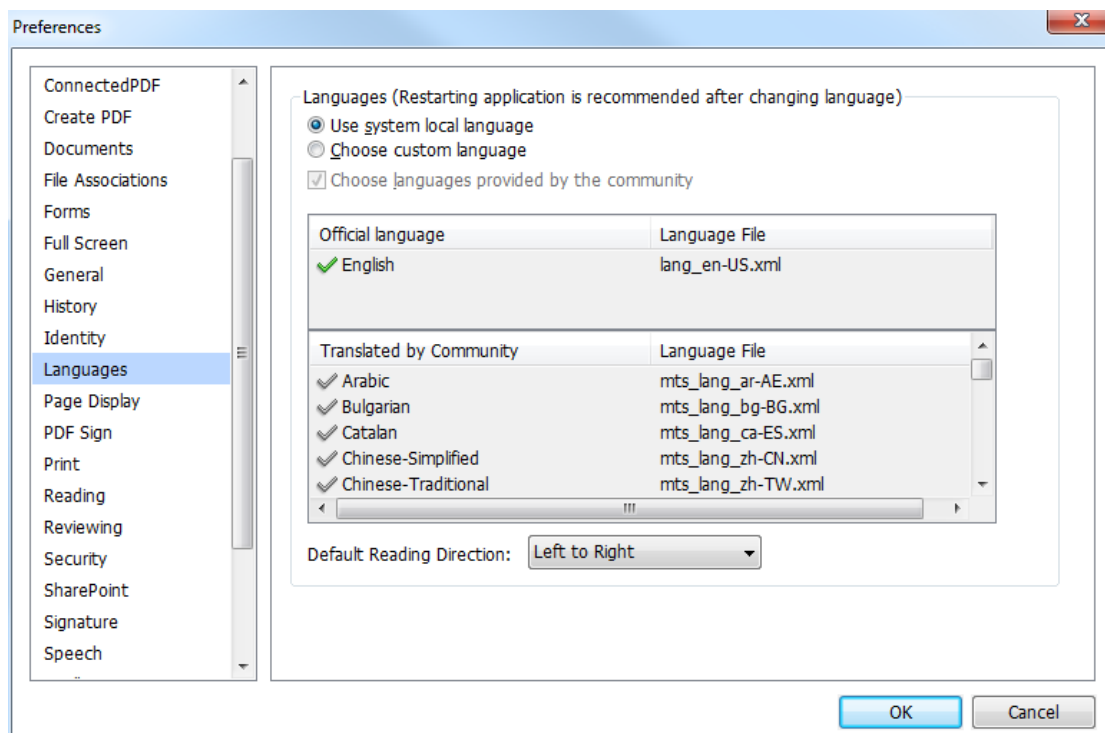 Preferences
ConnectedPDF
Create PDF
Documents
File Associations
Forms
Full Screen
General
History
Identity
Languages
Page Display
PDF Sign
Print
Reading
Reviewing
Security
SharePoint
Signature
Speech
Languages (Restarting application is recommended after changing language)
Use system local language
Choose custom language
Choose languages provided by the community
Official language Language File
English lang_en-US.xml
Translated by Community Language File
Arabic mts_lang_ar-AE.xml
Bulgarian mts_lang_bg-BG.xml
Catalan mts_lang_ca-ES.xml
Chinese-Simplified mts_lang_zh-CN.xml
Chinese-Traditional mts_lang_zh-TW.xml
Default Reading Direction: Left to Right
OK Cancel